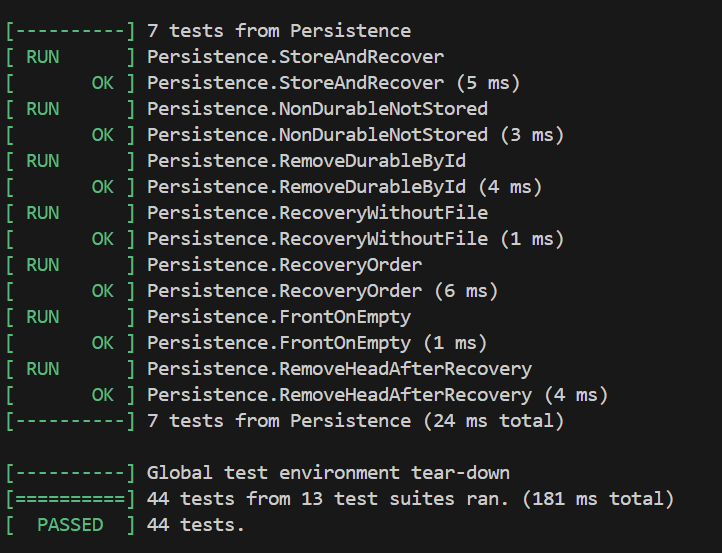 [----------] 7 tests from Persistence
[ RUN      ] Persistence.StoreAndRecover
[       OK ] Persistence.StoreAndRecover (5 ms)
[ RUN      ] Persistence.NonDurableNotStored
[       OK ] Persistence.NonDurableNotStored (3 ms)
[ RUN      ] Persistence.RemoveDurableById
[       OK ] Persistence.RemoveDurableById (4 ms)
[ RUN      ] Persistence.RecoveryWithoutFile
[       OK ] Persistence.RecoveryWithoutFile (1 ms)
[ RUN      ] Persistence.RecoveryOrder
[       OK ] Persistence.RecoveryOrder (6 ms)
[ RUN      ] Persistence.FrontOnEmpty
[       OK ] Persistence.FrontOnEmpty (1 ms)
[ RUN      ] Persistence.RemoveHeadAfterRecovery
[       OK ] Persistence.RemoveHeadAfterRecovery (4 ms)
[----------] 7 tests from Persistence (24 ms total)
[----------] Global test environment tear-down
[==========] 44 tests from 13 test suites ran. (181 ms total)
[  PASSED  ] 44 tests.